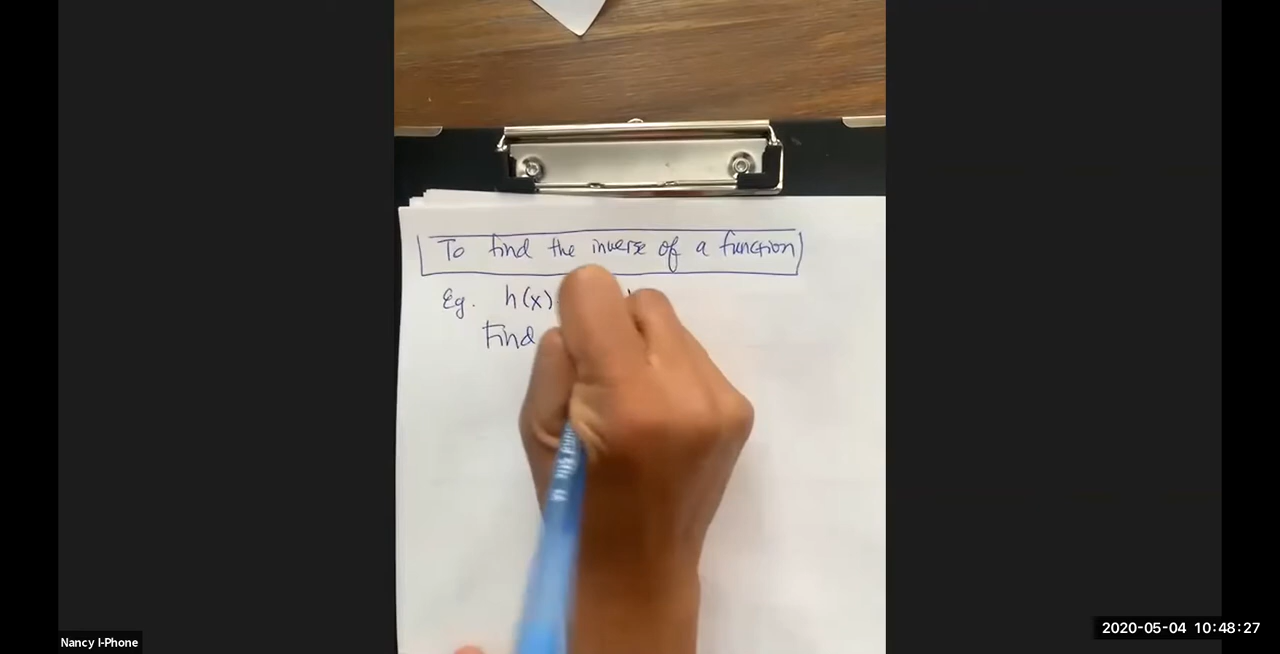 To find the inverse of a function
Eg. h(x)
Find
Nancy I-Phone
2020-05-04 10:48:27